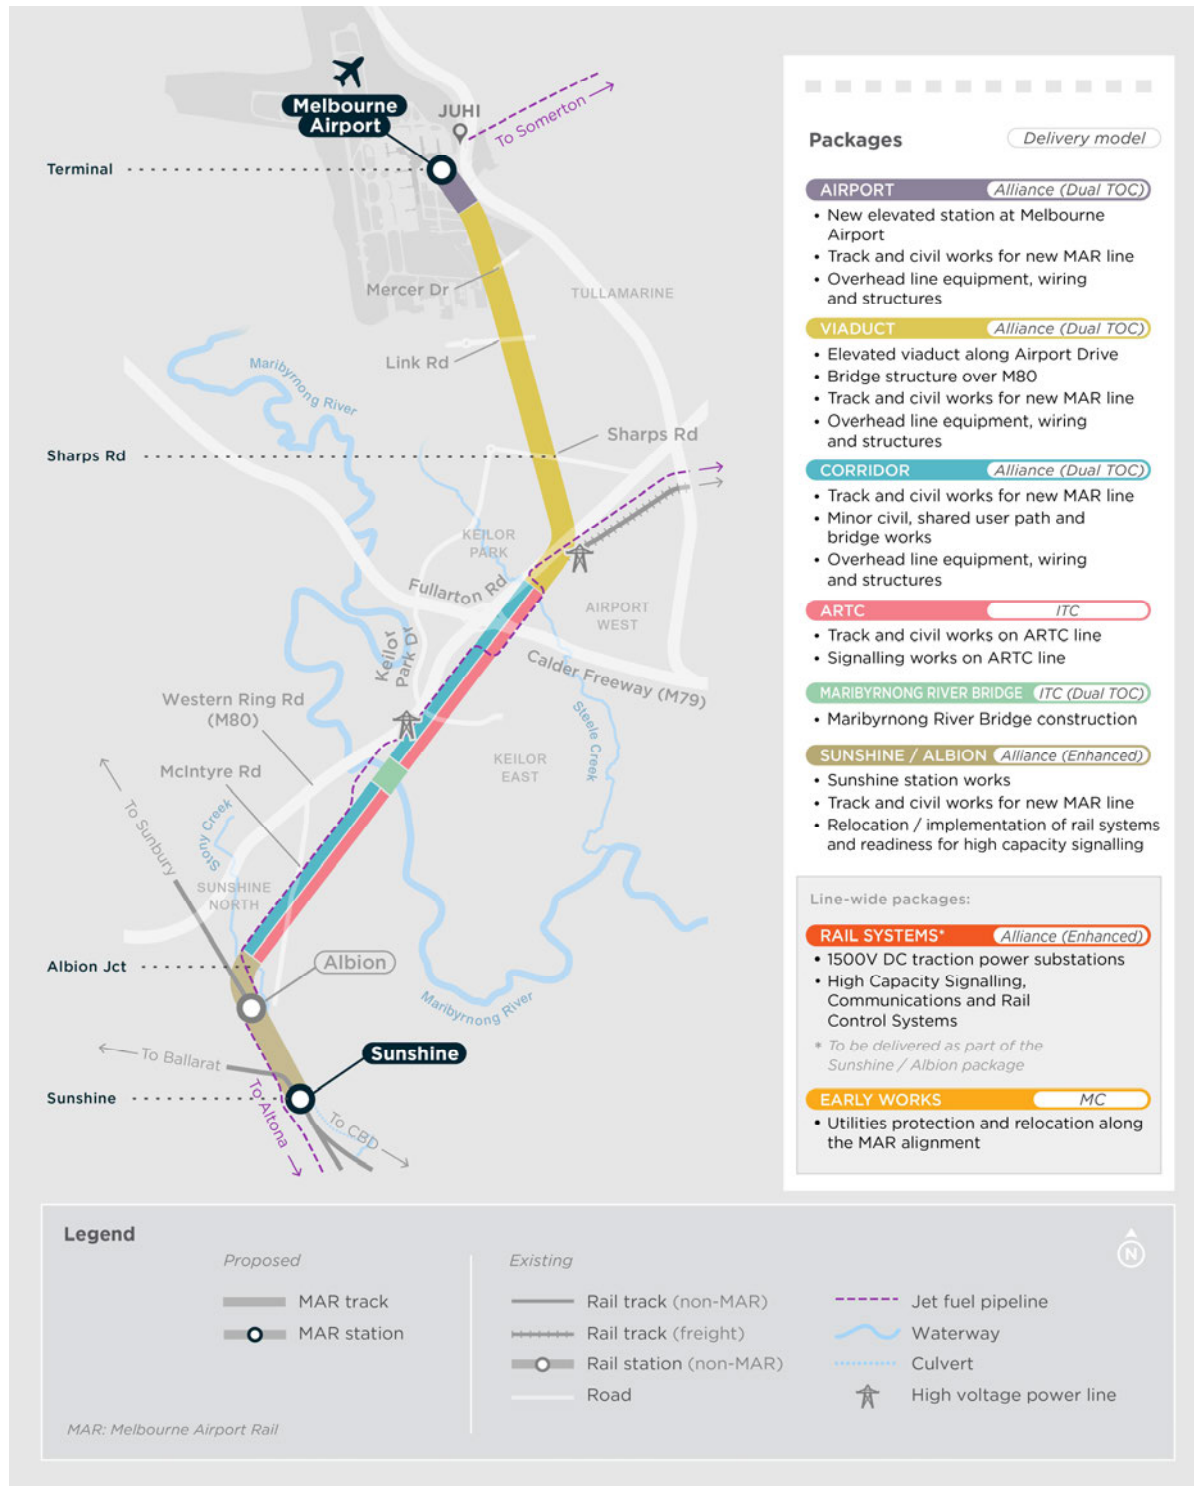 Melbourne
Airport
JUHI
To Somerton
Terminal
Mercer Dr
TULLAMARINE
Link Rd
Maribyrnong River
Sharps Rd
Sharps Rd
KEILOR
PARK
Fullarton Rd
AIRPORT
WEST
Keilor
Park Dr
Calder Freeway (M79)
Western Ring Rd
(M80)
Steele Creek
McIntyre Rd
KEILOR
EAST
To Sunbury
Stony Creek
SUNSHINE
NORTH
Albion Jct
Albion
Maribyrnong River
To Ballarat
Sunshine
Sunshine
To Altona
To CBD
Packages
Delivery model
AIRPORT
Alliance (Dual TOC)
• New elevated station at Melbourne
Airport
• Track and civil works for new MAR line
• Overhead line equipment, wiring
and structures
VIADUCT
Alliance (Dual TOC)
• Elevated viaduct along Airport Drive
• Bridge structure over M80
• Track and civil works for new MAR line
• Overhead line equipment, wiring
and structures
CORRIDOR
Alliance (Dual TOC)
• Track and civil works for new MAR line
• Minor civil, shared user path and
bridge works
• Overhead line equipment, wiring
and structures
ARTC
ITC
• Track and civil works on ARTC line
• Signalling works on ARTC line
MARIBYRNONG RIVER BRIDGE
ITC (Dual TOC)
• Maribyrnong River Bridge construction
SUNSHINE / ALBION
Alliance (Enhanced)
• Sunshine station works
• Track and civil works for new MAR line
• Relocation / implementation of rail systems
and readiness for high capacity signalling
Line-wide packages:
RAIL SYSTEMS*
Alliance (Enhanced)
• 1500V DC traction power substations
• High Capacity Signalling,
Communications and Rail
Control Systems
* To be delivered as part of the
Sunshine / Albion package
EARLY WORKS
MC
• Utilities protection and relocation along
the MAR alignment
Legend
Proposed
MAR track
MAR station
Existing
Rail track (non-MAR)
Rail track (freight)
Rail station (non-MAR)
Road
Jet fuel pipeline
Waterway
Culvert
High voltage power line
N
MAR: Melbourne Airport Rail